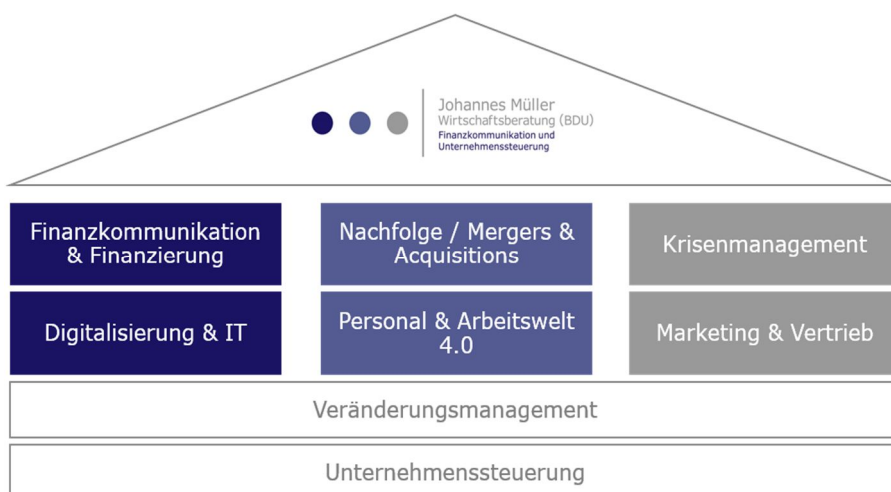 Johannes Müller
Wirtschaftsberatung (BDU)
Finanzkommunikation und
Unternehmenssteuerung
Finanzkommunikation
& Finanzierung
Nachfolge / Mergers &
Acquisitions
Krisenmanagement
Digitalisierung & IT
Personal & Arbeitswelt
4.0
Marketing & Vertrieb
Veränderungsmanagement
Unternehmenssteuerung